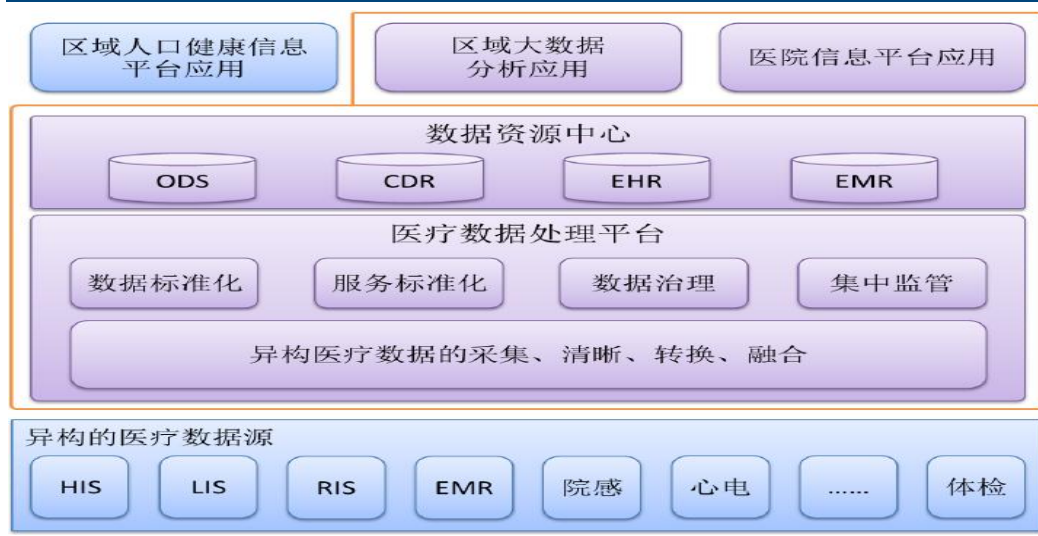 区域人口健康信息
平台应用
区域大数据
分析应用
医院信息平台应用
数据资源中心
ODS
CDR
EHR
EMR
医疗数据处理平台
数据标准化
服务标准化
数据治理
集中监管
异构医疗数据的采集、清晰、转换、融合
异构的医疗数据源
HIS
LIS
RIS
EMR
院感
心电
......
体检